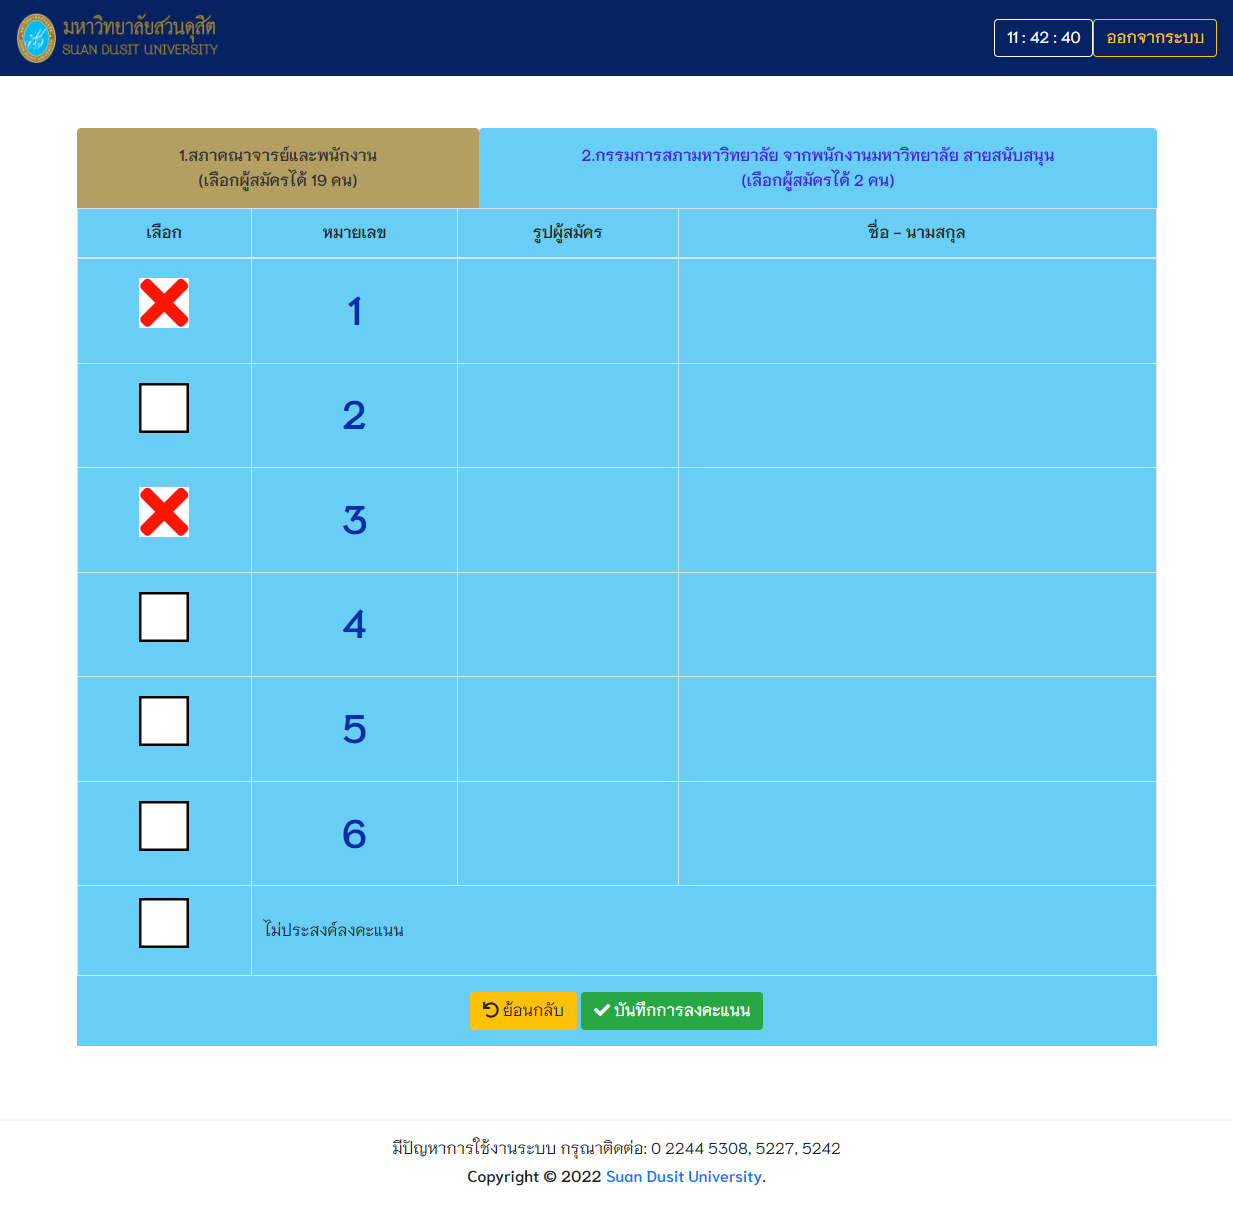 มหาวิทยาลัยสวนดุสิต
SUAN DUSIT UNIVERSITY
11 : 42 : 40 ออกจากระบบ
1.สภาคณาจารย์และพนักงาน
(เลือกผู้สมัครได้ 19 คน)
2.กรรมการสภามหาวิทยาลัย จากพนักงานมหาวิทยาลัย สายสนับสนุน
(เลือกผู้สมัครได้ 2 คน)
เลือก หมายเลข รูปผู้สมัคร ชื่อ - นามสกุล
1
2
3
4
5
6
ไม่ประสงค์ลงคะแนน
ย้อนกลับ บันทึกการลงคะแนน
มีปัญหาการใช้งานระบบ กรุณาติดต่อ: 0 2244 5308, 5227, 5242
Copyright © 2022 Suan Dusit University.